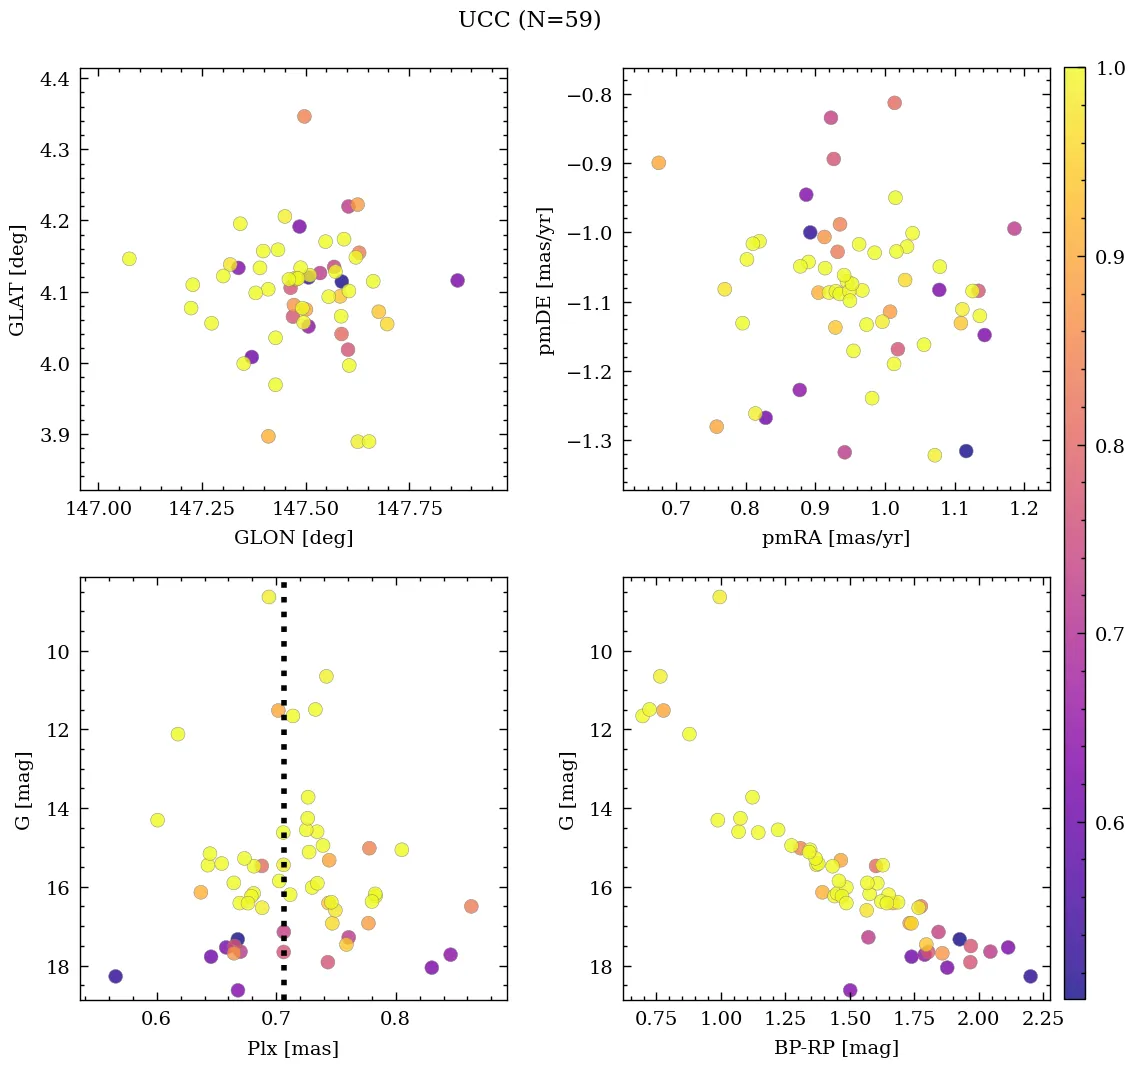 UCC (N=59)
4.4
4.3
4.2
4.1
4.0
3.9
GLAT [deg]
147.00 147.25 147.50 147.75
GLON [deg]
−0.8
−0.9
−1.0
−1.1
−1.2
−1.3
pmDE [mas/yr]
0.7 0.8 0.9 1.0 1.1 1.2
pmRA [mas/yr]
10
12
14
16
18
G [mag]
0.6 0.7 0.8
Plx [mas]
10
12
14
16
18
G [mag]
0.75 1.00 1.25 1.50 1.75 2.00 2.25
BP-RP [mag]
1.0
0.9
0.8
0.7
0.6